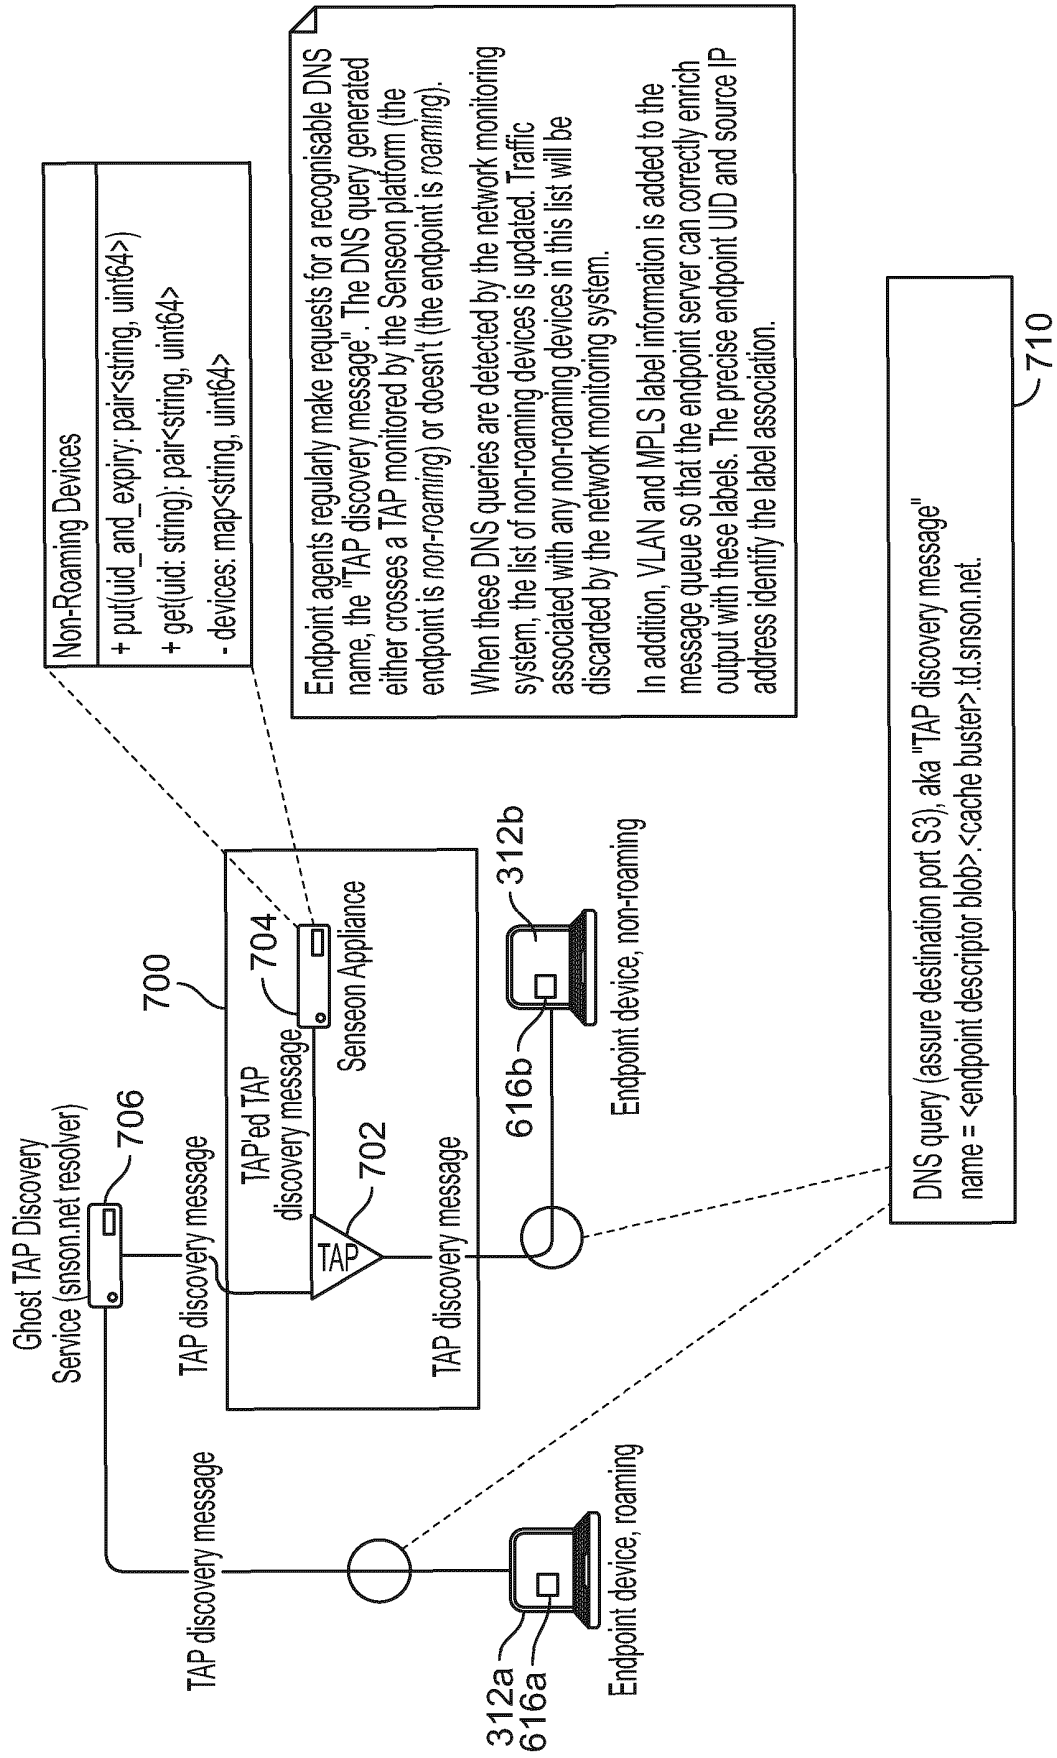 Ghost TAP Discovery
Service (snson.net resolver)
706
TAP discovery message
TAP discovery message
700
TAP'ed TAP
discovery message
704
Senseon Appliance
TAP
702
TAP discovery message
312a
616a
Endpoint device, roaming
616b
312b
Endpoint device, non-roaming
Non-Roaming Devices
+ put(uid_and_expiry: pair<string, uint64>)
+ get(uid: string): pair<string, uint64>
- devices: map<string, uint64>
Endpoint agents regularly make requests for a recognisable DNS
name, the "TAP discovery message". The DNS query generated
either crosses a TAP monitored by the Senseon platform (the
endpoint is non-roaming) or doesn't (the endpoint is roaming).
When these DNS queries are detected by the network monitoring
system, the list of non-roaming devices is updated. Traffic
associated with any non-roaming devices in this list will be
discarded by the network monitoring system.
In addition, VLAN and MPLS label information is added to the
message queue so that the endpoint server can correctly enrich
output with these labels. The precise endpoint UID and source IP
address identify the label association.
DNS query (assure destination port S3), aka "TAP discovery message"
name = <endpoint descriptor blob>.<cache buster>.td.snson.net.
710